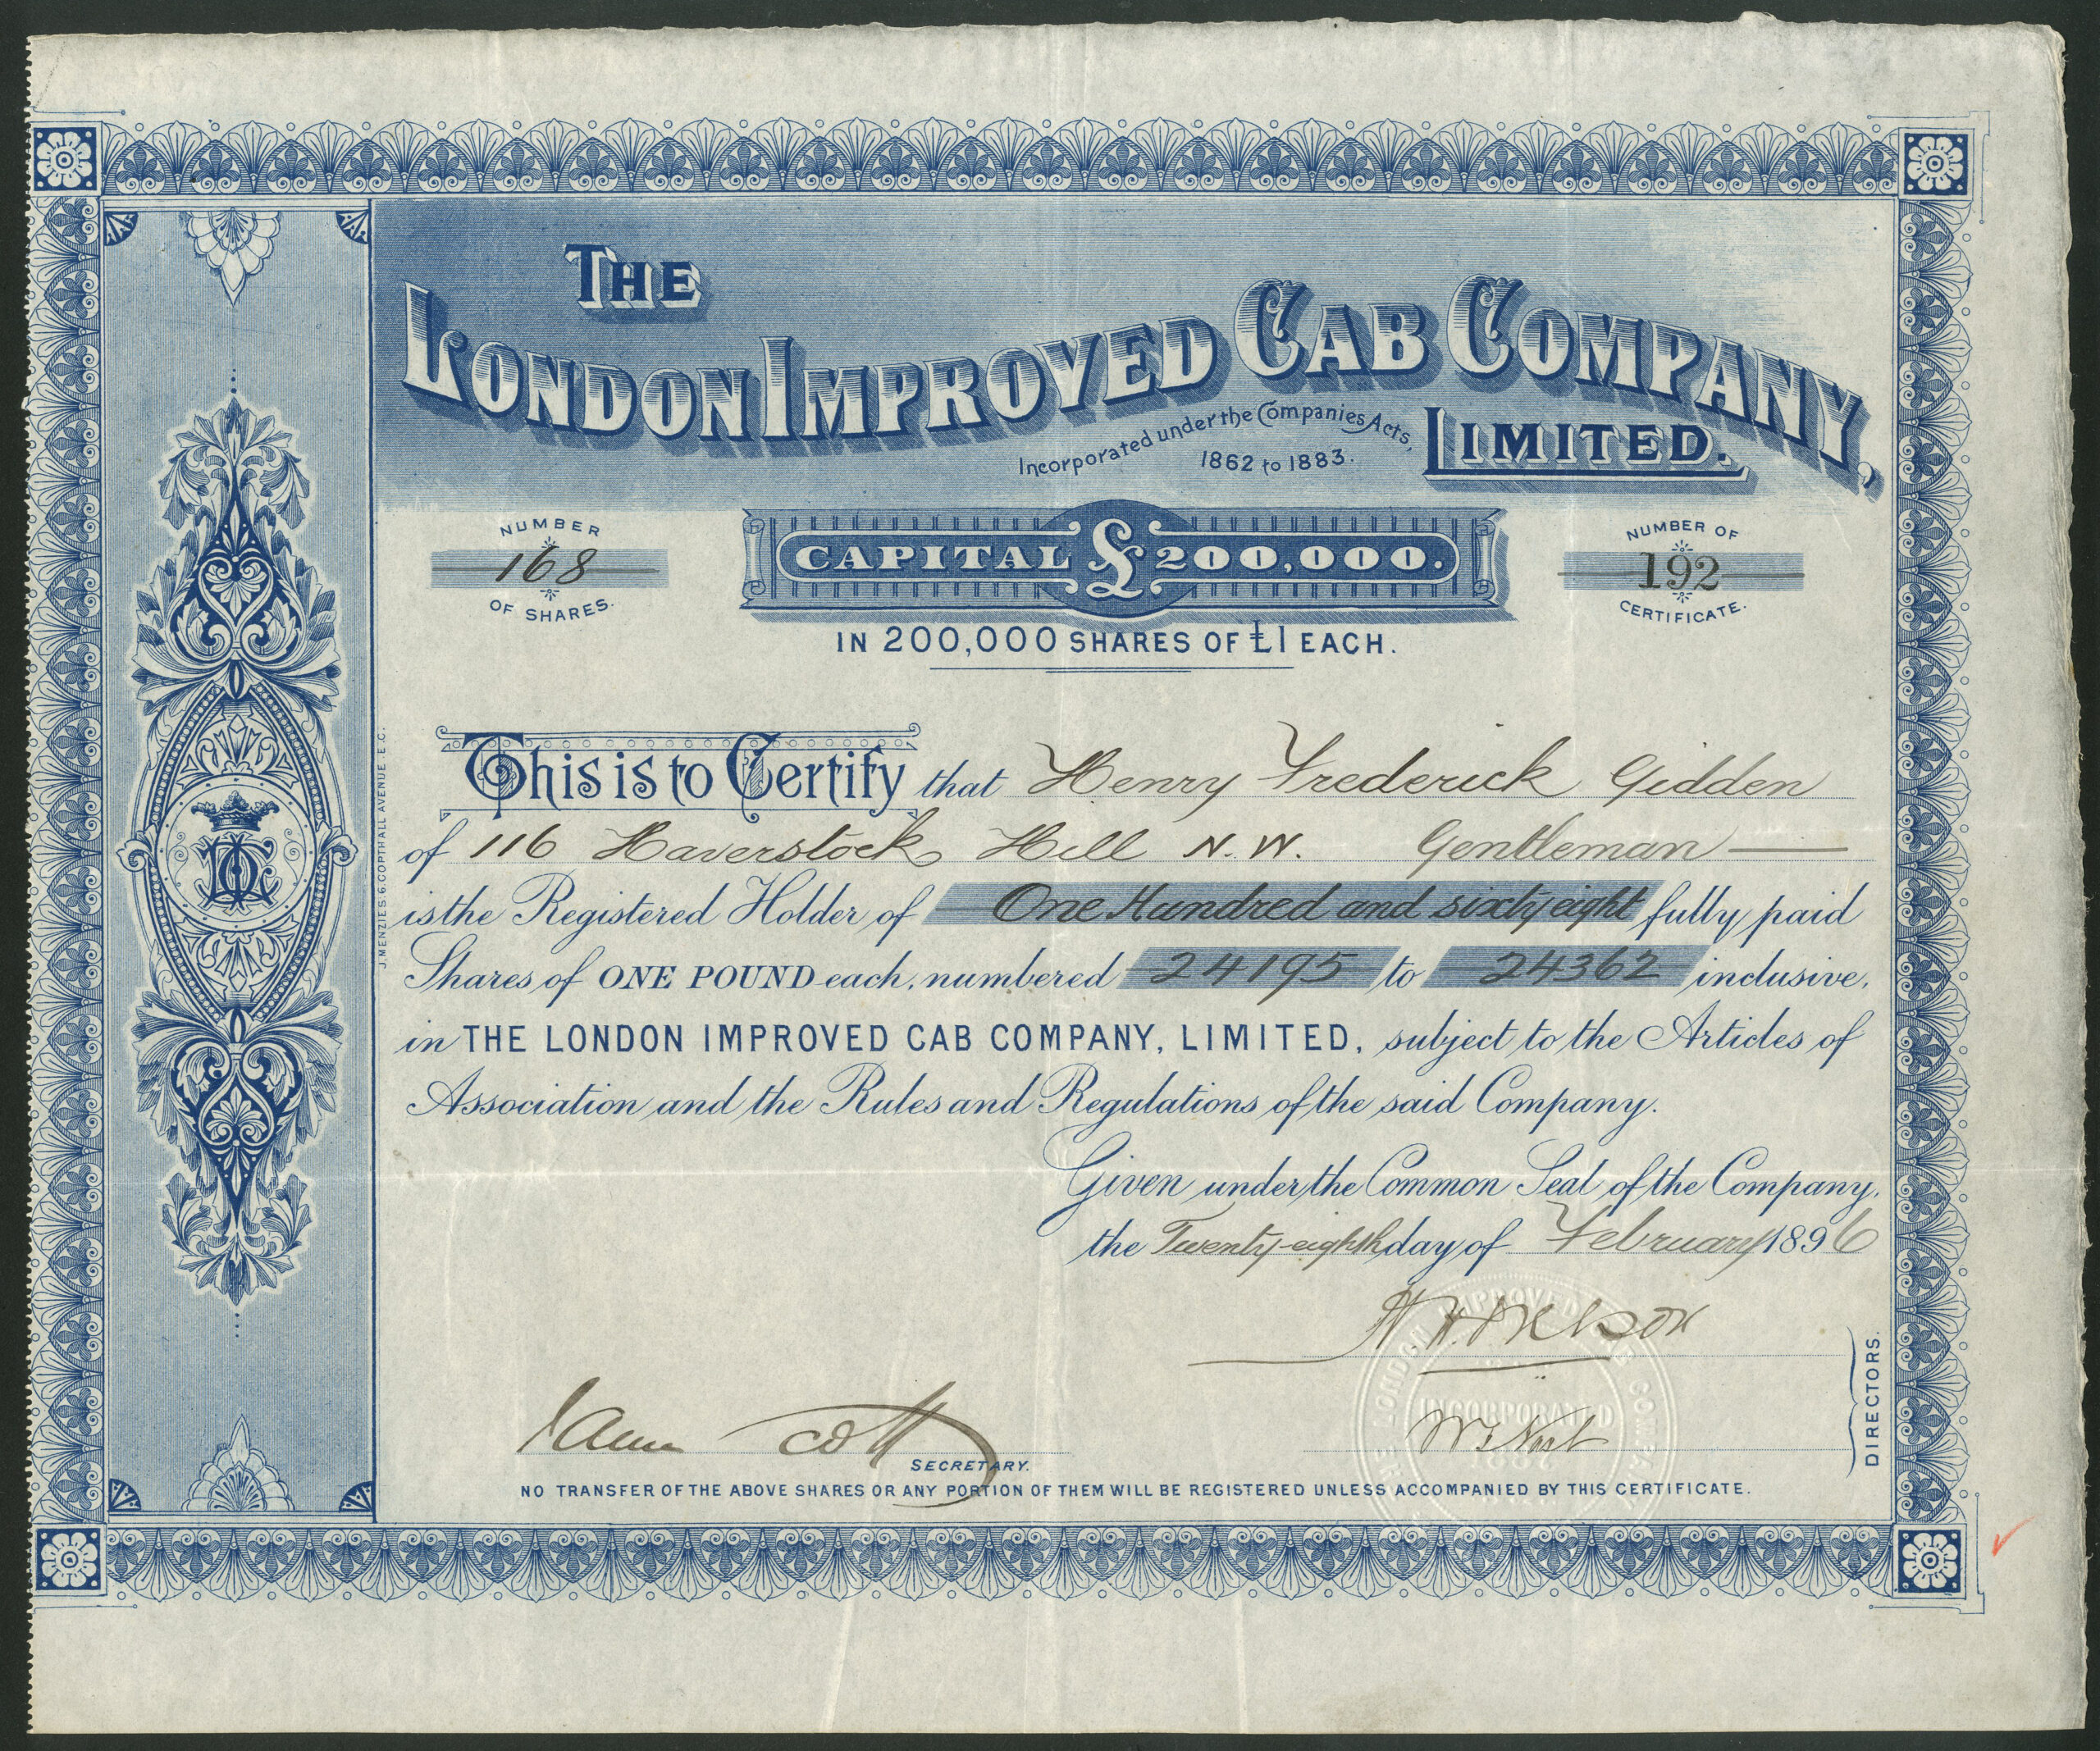 THE
LONDON IMPROVED CAB COMPANY,
Incorporated under the Companies Acts,
1862 to 1883.
LIMITED.
NUMBER
168
OF SHARES.
CAPITAL £200,000.
IN 200,000 SHARES OF £1 EACH.
NUMBER OF
192
CERTIFICATE.
This is to Certify that Henry Frederick Gidden
of 116 Haverstock Hill N.W. Gentleman
is the Registered Holder of One Hundred and sixty eight fully paid
Shares of ONE POUND each, numbered 24195 to 24362 inclusive,
in THE LONDON IMPROVED CAB COMPANY, LIMITED, subject to the Articles of
Association and the Rules and Regulations of the said Company.
Given under the Common Seal of the Company,
the Twenty-eighth day of February 1896
DIRECTORS.
INCORPORATED
SECRETARY.
NO TRANSFER OF THE ABOVE SHARES OR ANY PORTION OF THEM WILL BE REGISTERED UNLESS ACCOMPANIED BY THIS CERTIFICATE.
J. MENZIES 6, COPTHALL AVENUE E.C.